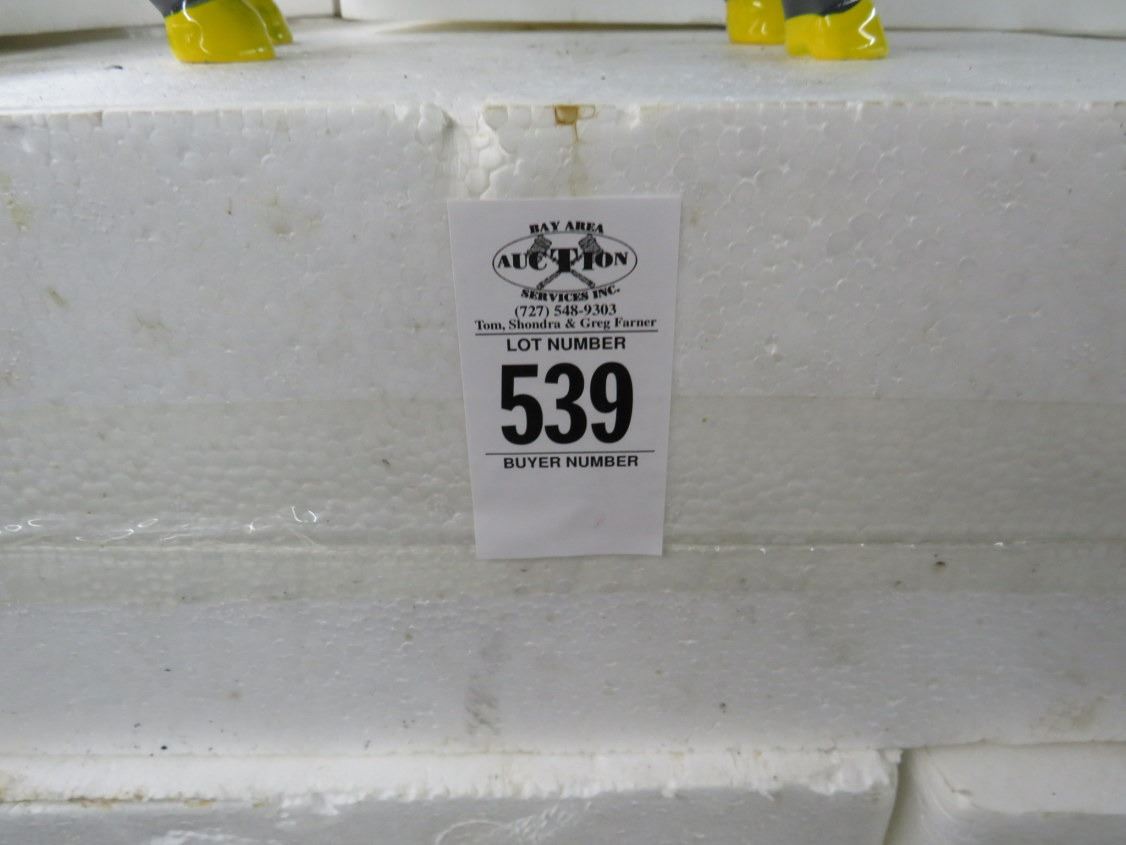 BAY AREA
AUCTION
SERVICES INC.
(727) 548-9303
Tom, Shondra & Greg Farner
LOT NUMBER
539
BUYER NUMBER